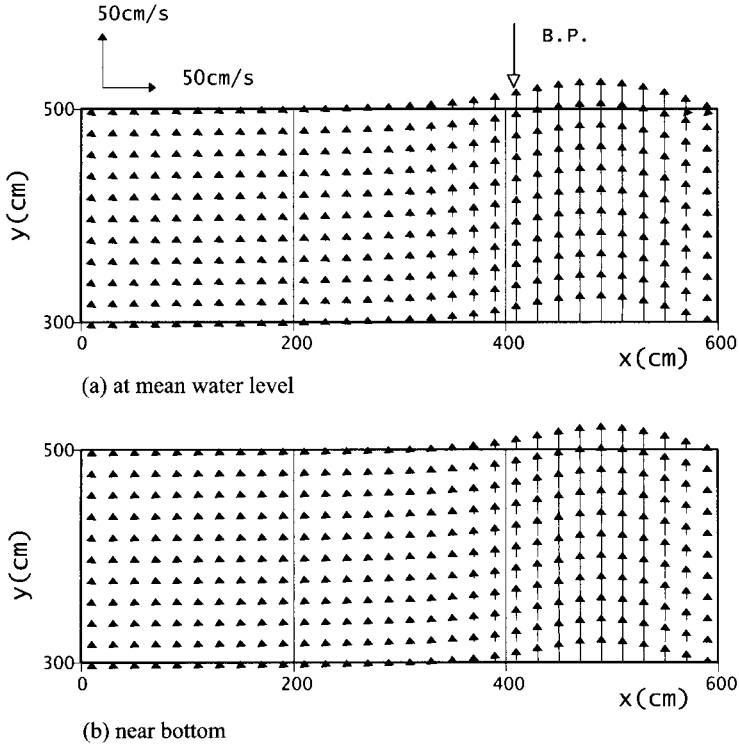 50cm/s
50cm/s
B.P.
500
y(cm)
300
0
200
400
600
x(cm)
(a) at mean water level
500
y(cm)
300
0
200
400
600
x(cm)
(b) near bottom